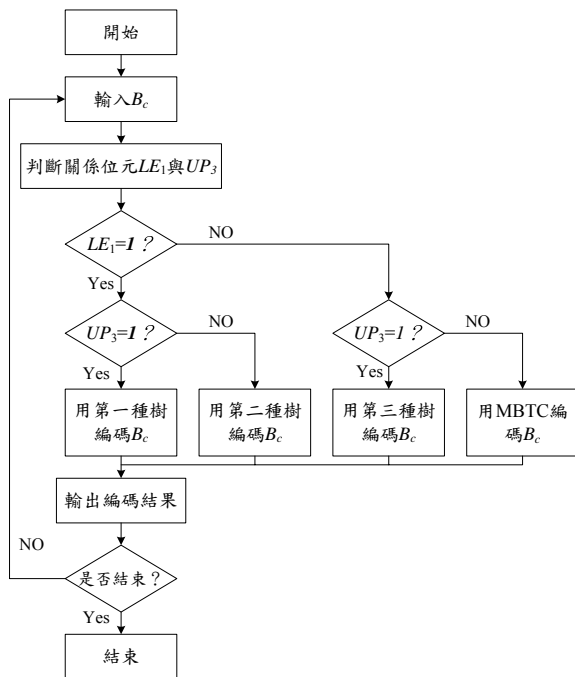 開始
輸入Bc
判斷關係位元LE1與UP3
LE1=1？
NO
Yes
UP3=1？
NO
UP3=1？
NO
Yes
Yes
用第一種樹
編碼Bc
用第二種樹
編碼Bc
用第三種樹
編碼Bc
用MBTC編
碼Bc
輸出編碼結果
NO
是否結束？
Yes
結束